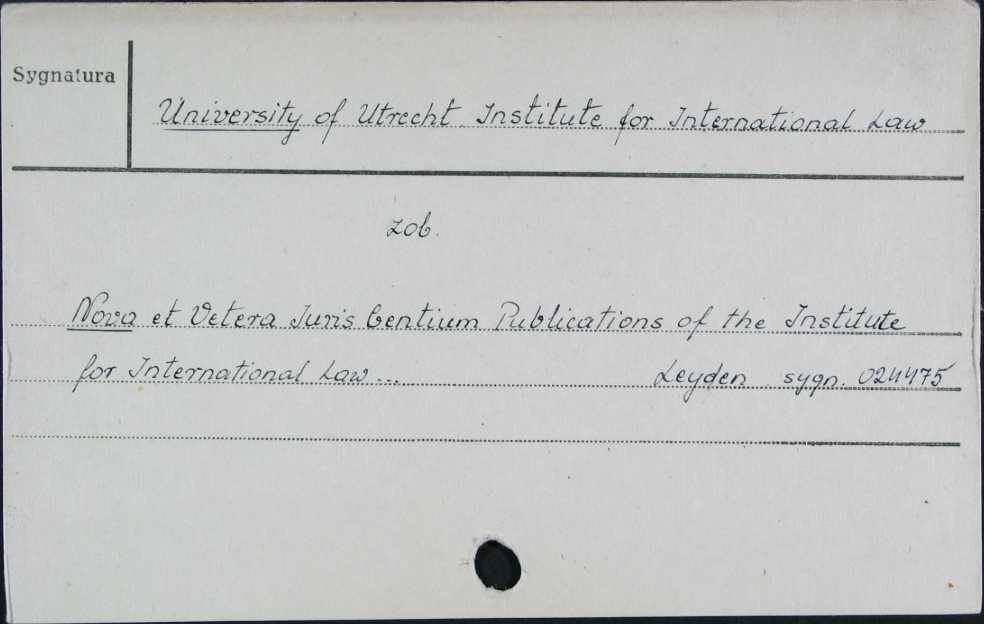 Sygnatura
University of Utrecht Institute for International Law
zob.
Nova et Vetera Juris Gentium Publications of the Institute
for International Law...    Leyden sygn. 024475